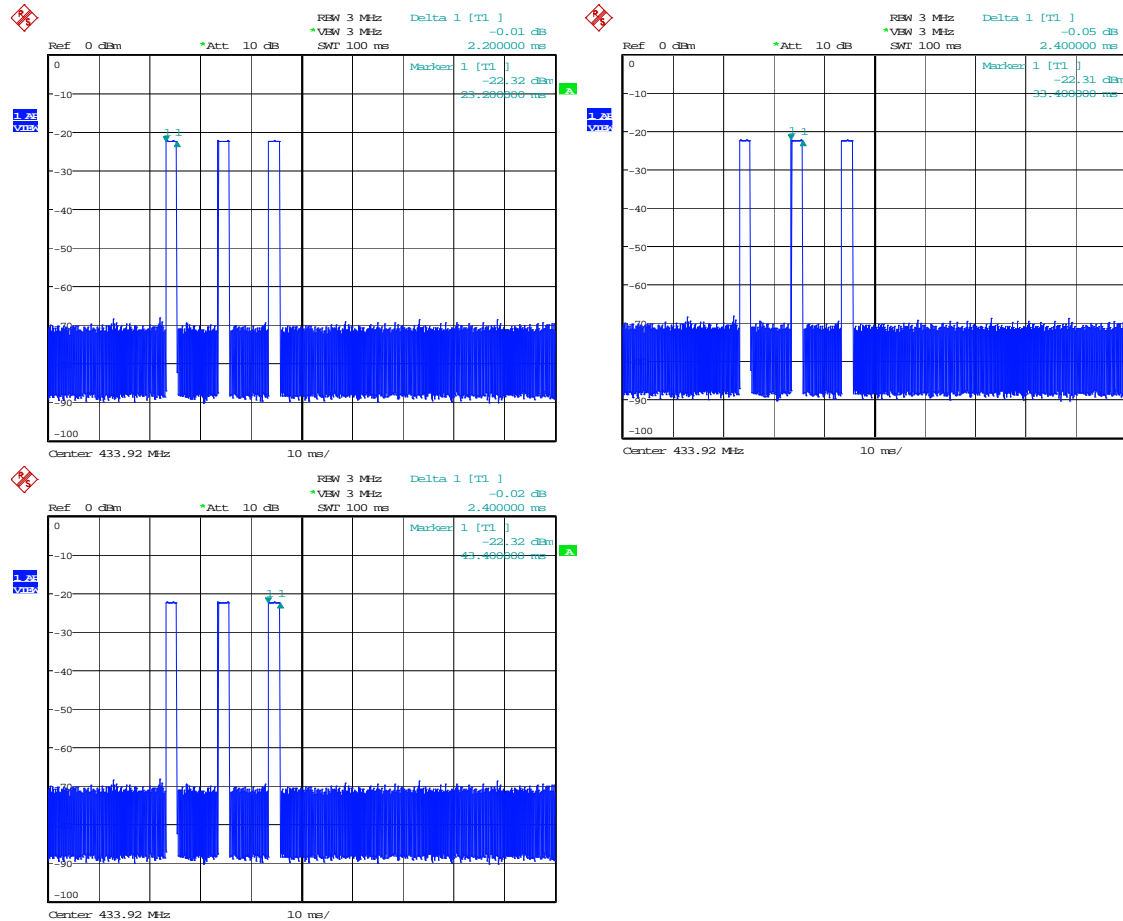 RBW 3 MHz Delta 1 [T1 ]
*VBW 3 MHz -0.01 dB
Ref 0 dBm *Att 10 dB SWT 100 ms 2.200000 ms
0 Marker 1 [T1 ]
-22.32 dBm
-10 23.200000 ms A
1 AP
VIEW
-20
1 1
-30
-40
-50
-60
-70
-90
-100
Center 433.92 MHz 10 ms/
RBW 3 MHz Delta 1 [T1 ]
*VBW 3 MHz -0.05 dB
Ref 0 dBm *Att 10 dB SWT 100 ms 2.400000 ms
0 Marker 1 [T1 ]
-22.31 dBm
-10 33.400000 ms
1 AP
VIEW
-20
1 1
-30
-40
-50
-60
-70
-90
-100
Center 433.92 MHz 10 ms/
RBW 3 MHz Delta 1 [T1 ]
*VBW 3 MHz -0.02 dB
Ref 0 dBm *Att 10 dB SWT 100 ms 2.400000 ms
0 Marker 1 [T1 ]
-22.32 dBm
-10 43.400000 ms A
1 AP
VIEW
-20
1 1
-30
-40
-50
-60
-70
-90
-100
Center 433.92 MHz 10 ms/